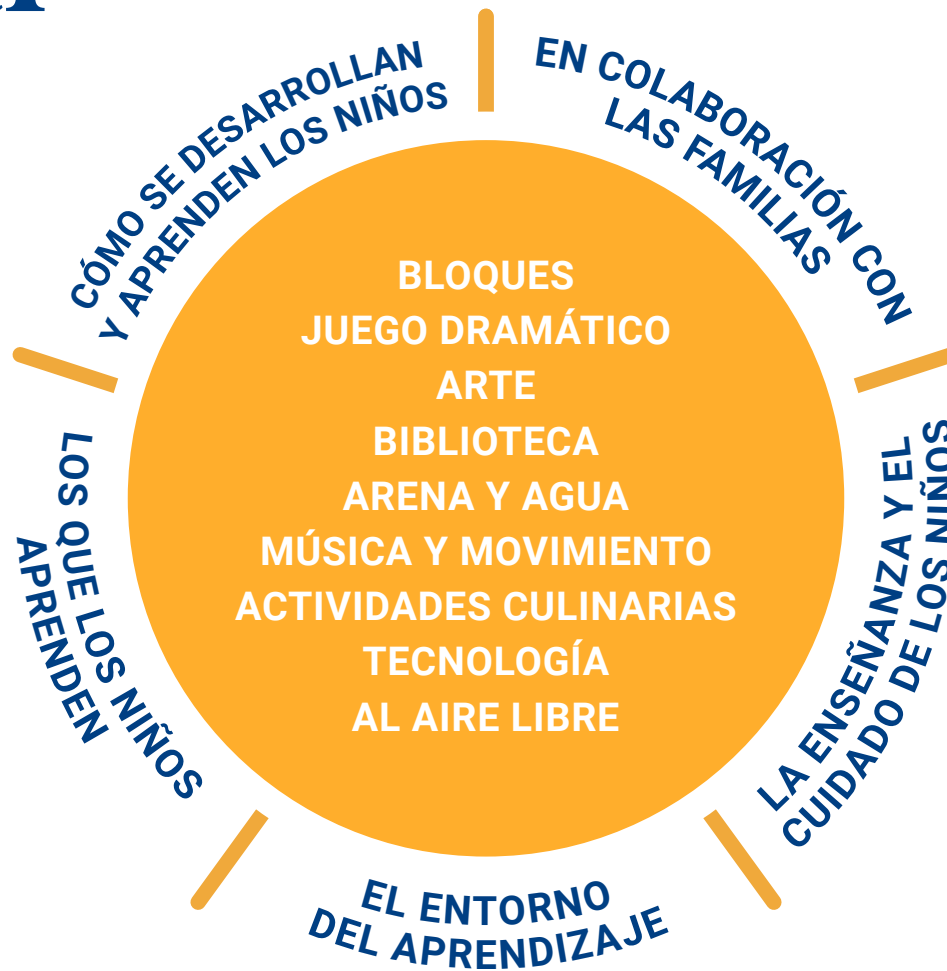 CÓMO SE DESARROLLAN
Y APRENDEN LOS NIÑOS
EN COLABORACIÓN CON
LAS FAMILIAS
BLOQUES
JUEGO DRAMÁTICO
ARTE
BIBLIOTECA
ARENA Y AGUA
MÚSICA Y MOVIMIENTO
ACTIVIDADES CULINARIAS
TECNOLOGÍA
AL AIRE LIBRE
LOS QUE LOS NIÑOS
APRENDEN
LA ENSEÑANZA Y EL
CUIDADO DE LOS NIÑOS
EL ENTORNO
DEL APRENDIZAJE